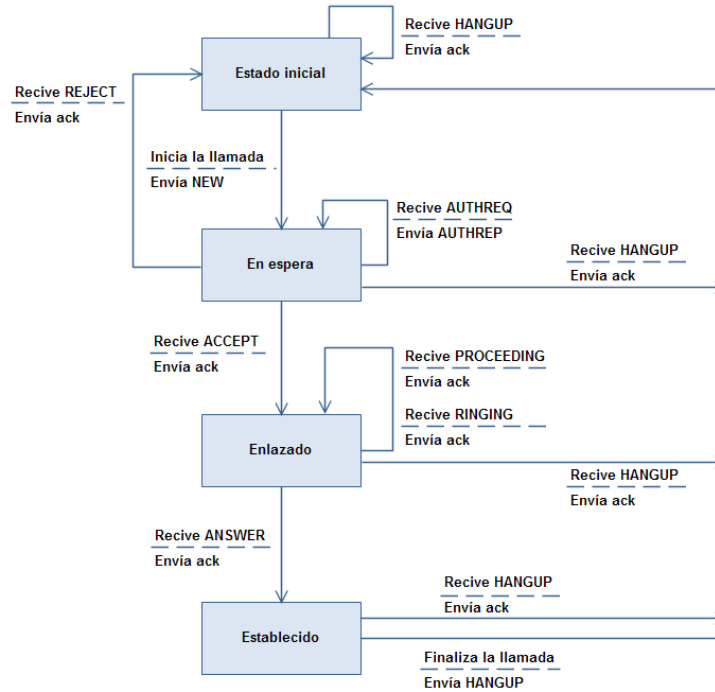 Recive HANGUP
Envía ack
Estado inicial
Recive REJECT
Envía ack
Inicia la llamada
Envía NEW
Recive AUTHREQ
Envía AUTHREP
En espera
Recive HANGUP
Envía ack
Recive ACCEPT
Envía ack
Recive PROCEEDING
Envía ack
Recive RINGING
Envía ack
Enlazado
Recive HANGUP
Envía ack
Recive ANSWER
Envía ack
Recive HANGUP
Envía ack
Establecido
Finaliza la llamada
Envía HANGUP